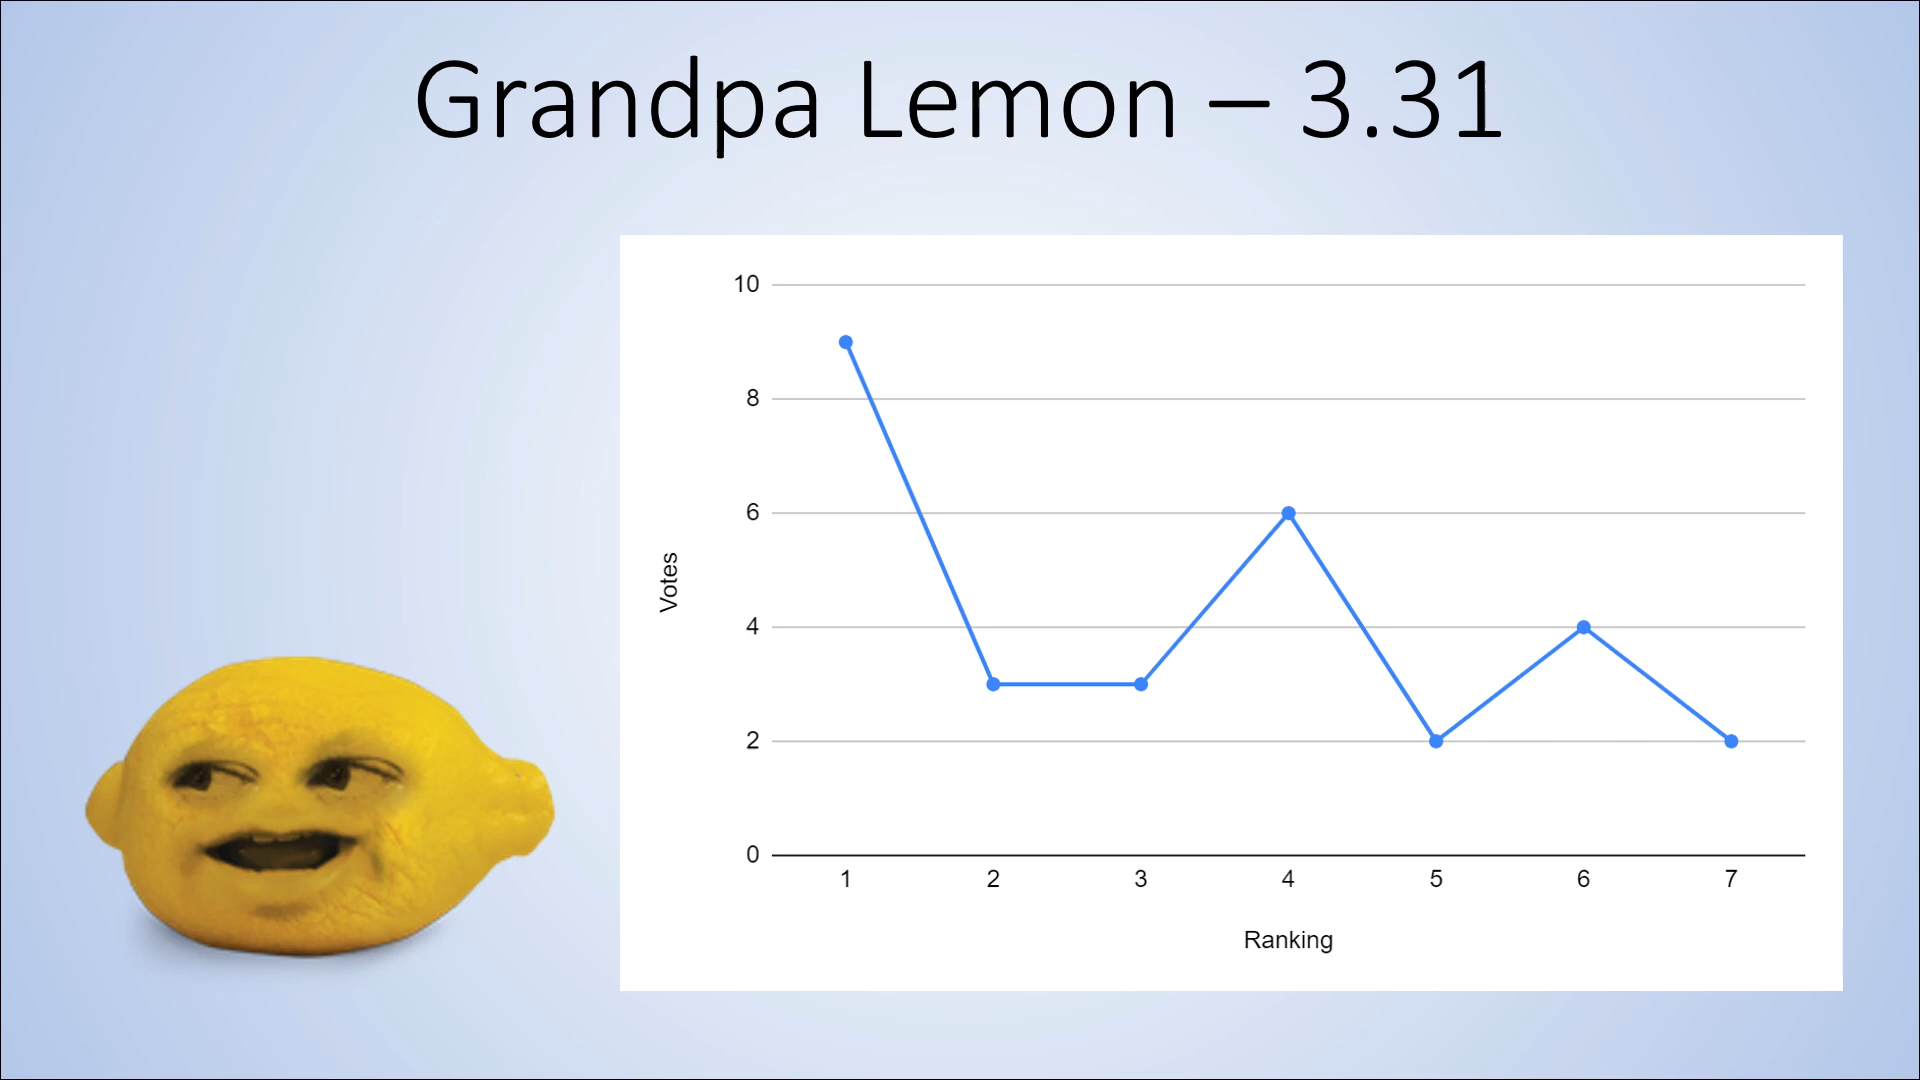 Grandpa Lemon – 3.31
10
8
6
4
2
0
Votes
1 2 3 4 5 6 7
Ranking